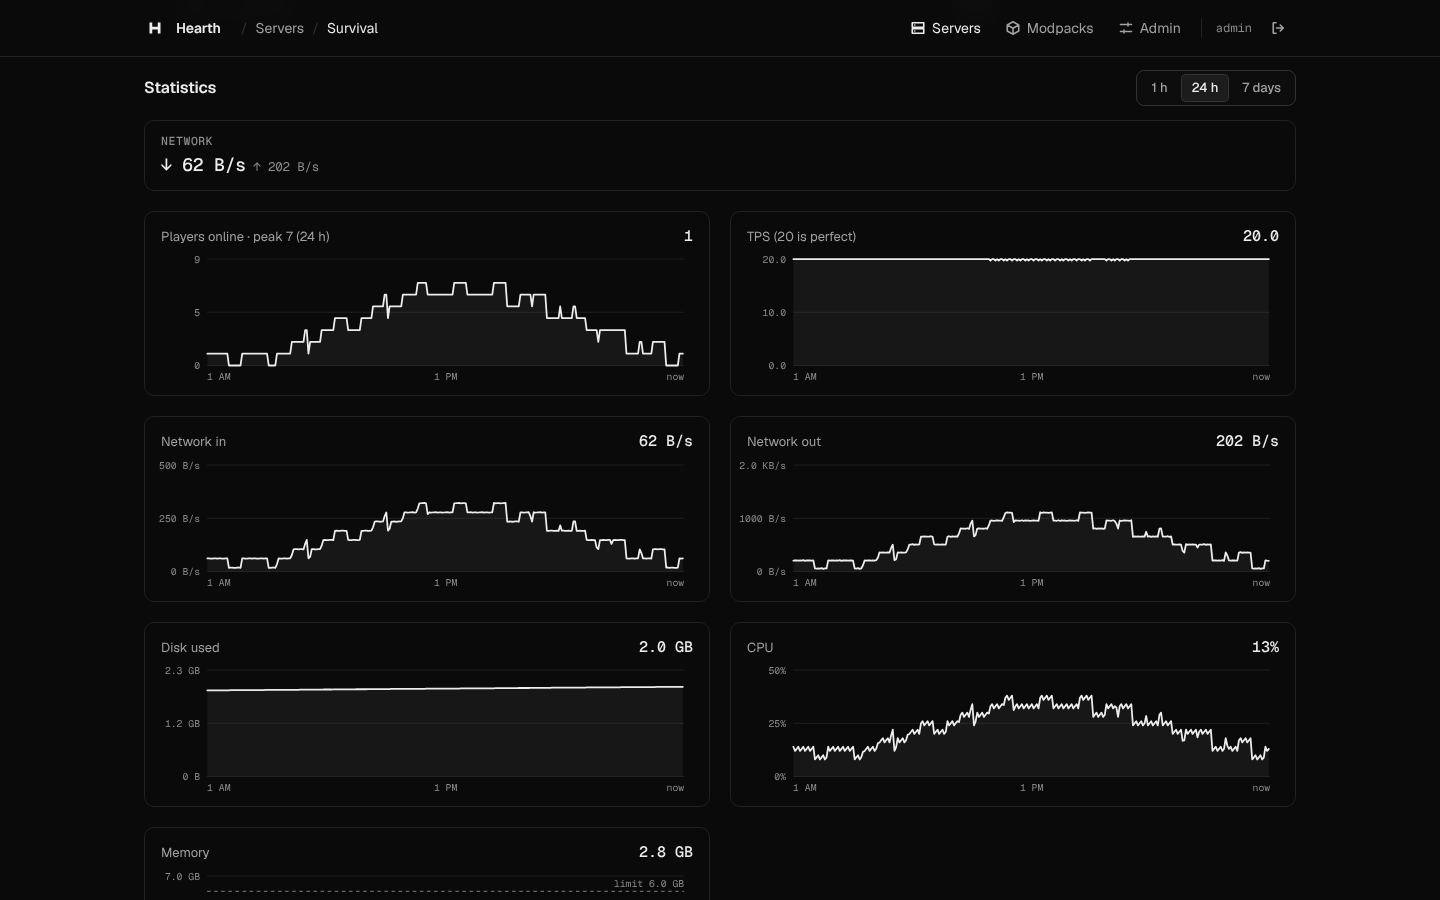 Hearth / Servers / Survival
Servers Modpacks Admin admin
Statistics
1 h 24 h 7 days
NETWORK
↓ 62 B/s ↑ 202 B/s
Players online · peak 7 (24 h) 1
9
5
0
1 AM 1 PM now
TPS (20 is perfect) 20.0
20.0
10.0
0.0
1 AM 1 PM now
Network in 62 B/s
500 B/s
250 B/s
0 B/s
1 AM 1 PM now
Network out 202 B/s
2.0 KB/s
1000 B/s
0 B/s
1 AM 1 PM now
Disk used 2.0 GB
2.3 GB
1.2 GB
0 B
1 AM 1 PM now
CPU 13%
50%
25%
0%
1 AM 1 PM now
Memory 2.8 GB
7.0 GB
limit 6.0 GB